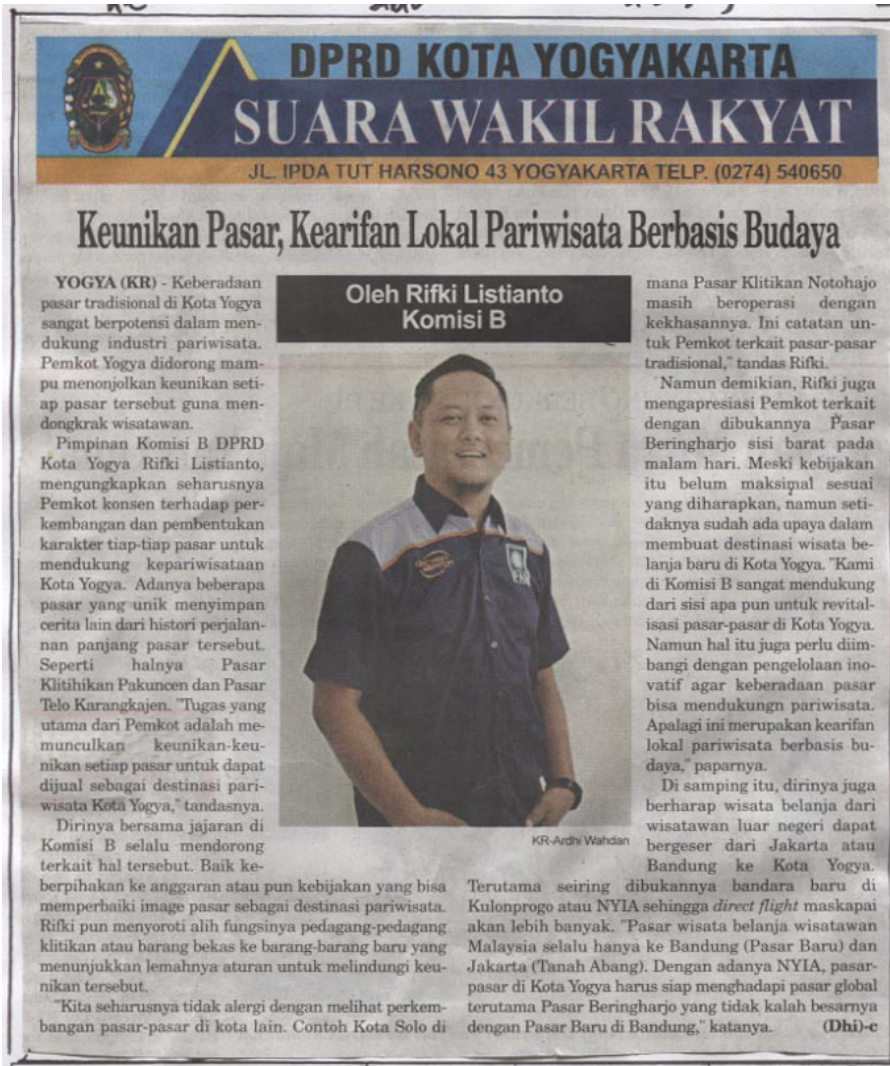 DPRD KOTA YOGYAKARTA
SUARA WAKIL RAKYAT
JL. IPDA TUT HARSONO 43 YOGYAKARTA TELP. (0274) 540650
Keunikan Pasar, Kearifan Lokal Pariwisata Berbasis Budaya
YOGYA (KR) - Keberadaan
pasar tradisional di Kota Yogya
sangat berpotensi dalam men-
dukung industri pariwisata.
Pemkot Yogya didorong mam-
pu menonjolkan keunikan seti-
ap pasar tersebut guna men-
dongkrak wisatawan.
Pimpinan Komisi B DPRD
Kota Yogya Rifki Listianto,
mengungkapkan seharusnya
Pemkot konsen terhadap per-
kembangan dan pembentukan
karakter tiap-tiap pasar untuk
mendukung kepariwisataan
Kota Yogya. Adanya beberapa
pasar yang unik menyimpan
cerita lain dari histori perjalan-
nan panjang pasar tersebut.
Seperti halnya Pasar
Klitihikan Pakuncen dan Pasar
Telo Karangkajen. "Tugas yang
utama dari Pemkot adalah me-
munculkan keunikan-keu-
nikan setiap pasar untuk dapat
dijual sebagai destinasi pari-
wisata Kota Yogya," tandasnya.
Dirinya bersama jajaran di
Komisi B selalu mendorong
terkait hal tersebut. Baik ke-
berpihakan ke anggaran atau pun kebijakan yang bisa
memperbaiki image pasar sebagai destinasi pariwisata.
Rifki pun menyoroti alih fungsinya pedagang-pedagang
klitikan atau barang bekas ke barang-barang baru yang
menunjukkan lemahnya aturan untuk melindungi keu-
nikan tersebut.
"Kita seharusnya tidak alergi dengan melihat perkem-
bangan pasar-pasar di kota lain. Contoh Kota Solo di
Oleh Rifki Listianto
Komisi B
KR-Ardhi Wahdan
mana Pasar Klitikan Notohajo
masih beroperasi dengan
kekhasannya. Ini catatan un-
tuk Pemkot terkait pasar-pasar
tradisional," tandas Rifki.
Namun demikian, Rifki juga
mengapresiasi Pemkot terkait
dengan dibukannya Pasar
Beringharjo sisi barat pada
malam hari. Meski kebijakan
itu belum maksimal sesuai
yang diharapkan, namun seti-
daknya sudah ada upaya dalam
membuat destinasi wisata be-
lanja baru di Kota Yogya. "Kami
di Komisi B sangat mendukung
dari sisi apa pun untuk revital-
isasi pasar-pasar di Kota Yogya.
Namun hal itu juga perlu diim-
bangi dengan pengelolaan ino-
vatif agar keberadaan pasar
bisa mendukungn pariwisata.
Apalagi ini merupakan kearifan
lokal pariwisata berbasis bu-
daya," paparnya.
Di samping itu, dirinya juga
berharap wisata belanja dari
wisatawan luar negeri dapat
bergeser dari Jakarta atau
Bandung ke Kota Yogya.
Terutama seiring dibukannya bandara baru di
Kulonprogo atau NYIA sehingga direct flight maskapai
akan lebih banyak. "Pasar wisata belanja wisatawan
Malaysia selalu hanya ke Bandung (Pasar Baru) dan
Jakarta (Tanah Abang). Dengan adanya NYIA, pasar-
pasar di Kota Yogya harus siap menghadapi pasar global
terutama Pasar Beringharjo yang tidak kalah besarnya
dengan Pasar Baru di Bandung," katanya. (Dhi)-c